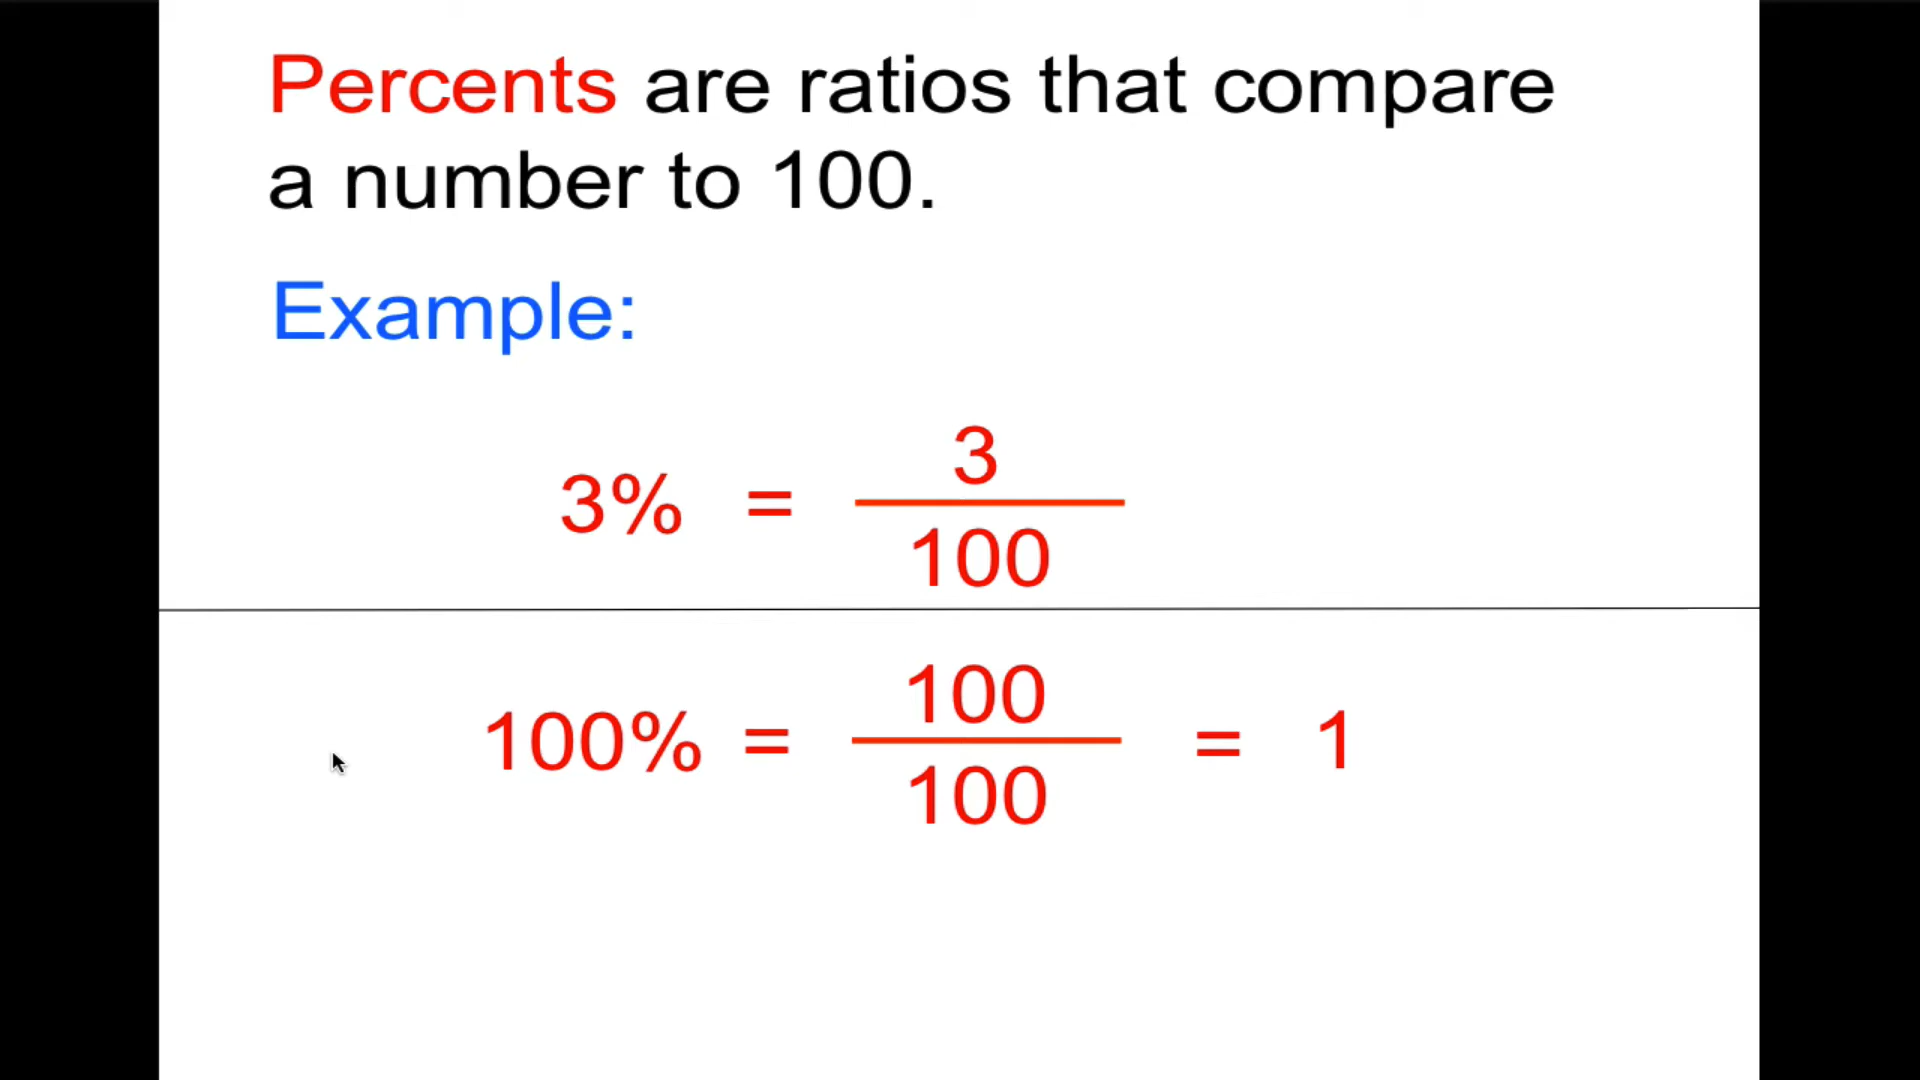 Percents are ratios that compare
a number to 100.
Example:
3% = 3/100
100% = 100/100 = 1